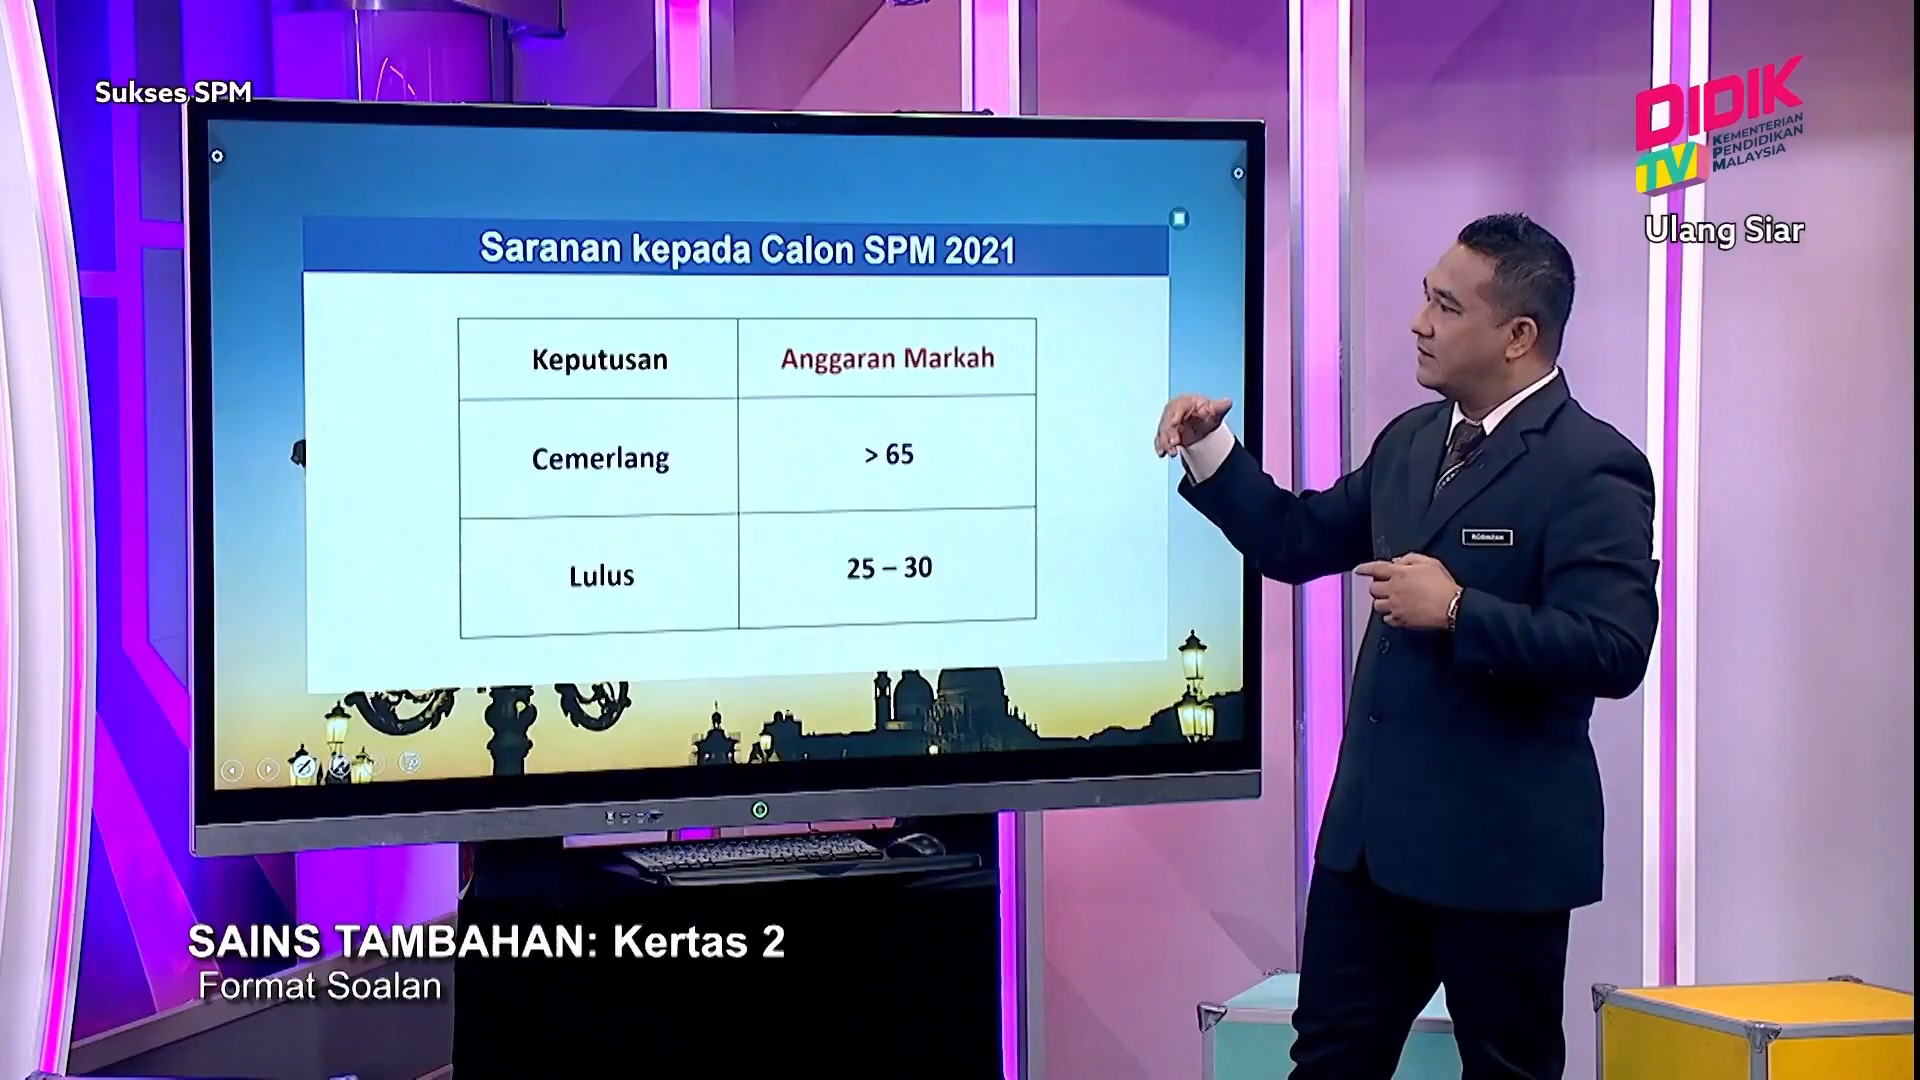 Sukses SPM
DIDIK
TV
KEMENTERIAN
PENDIDIKAN
MALAYSIA
Ulang Siar
Saranan kepada Calon SPM 2021
Keputusan
Anggaran Markah
Cemerlang
> 65
Lulus
25 – 30
SAINS TAMBAHAN: Kertas 2
Format Soalan